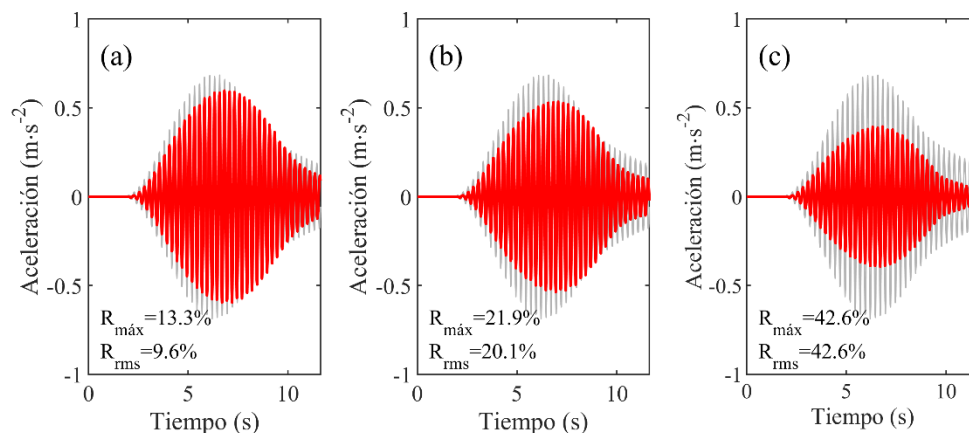 1
(a)
0.5
0
-0.5
-1
Aceleración (m·s⁻²)
R_máx=13.3%
R_rms=9.6%
0 5 10
Tiempo (s)
1
(b)
0.5
0
-0.5
-1
Aceleración (m·s⁻²)
R_máx=21.9%
R_rms=20.1%
0 5 10
Tiempo (s)
1
(c)
0.5
0
-0.5
-1
Aceleración (m·s⁻²)
R_máx=42.6%
R_rms=42.6%
0 5 10
Tiempo (s)